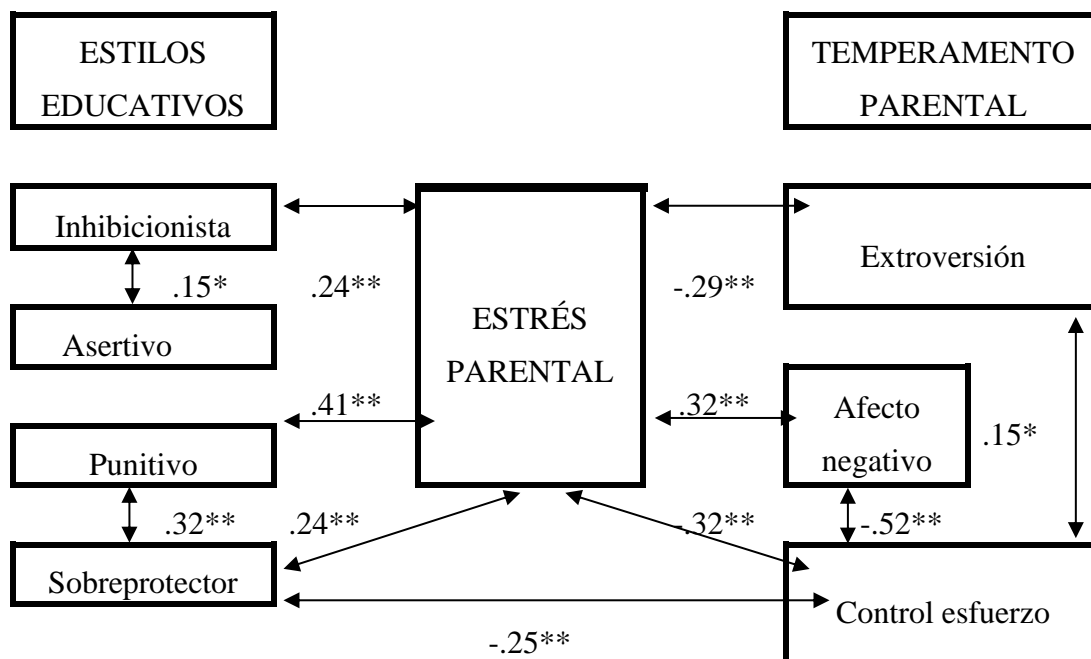 ESTILOS
EDUCATIVOS
TEMPERAMENTO
PARENTAL
Inhibicionista
Extroversión
.15*
.24**
-.29**
ESTRÉS
PARENTAL
Asertivo
.41**
.32**
Afecto
negativo
.15*
Punitivo
.32**
.24**
-.32**
-.52**
Sobreprotector
Control esfuerzo
-.25**